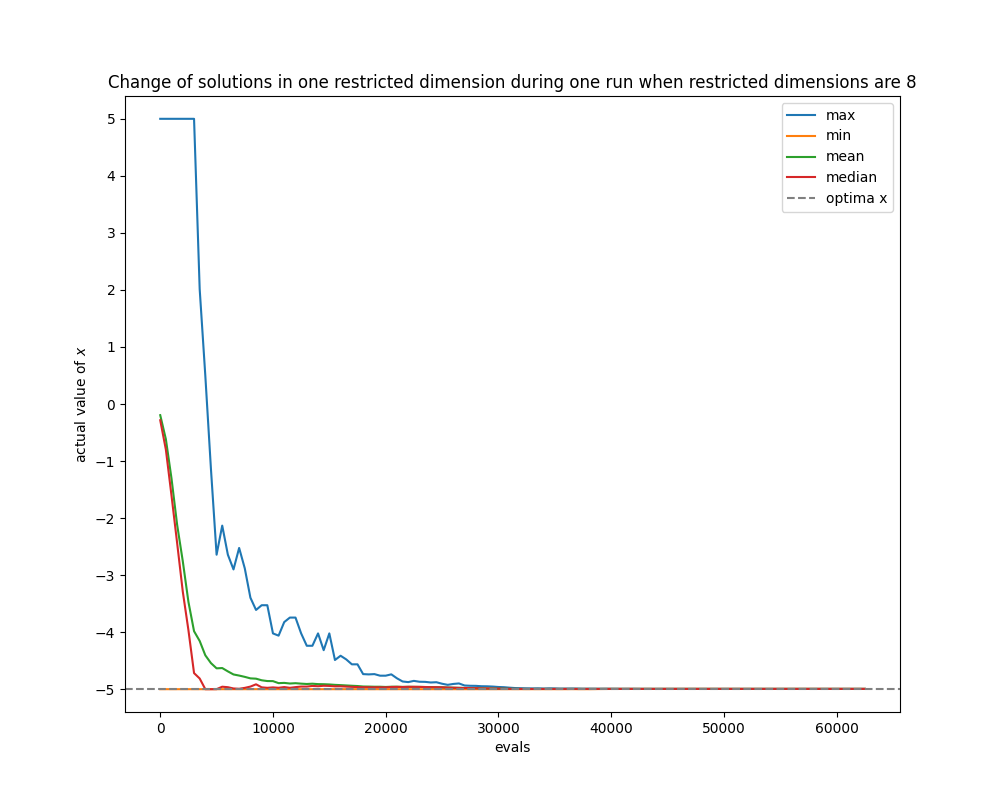 Change of solutions in one restricted dimension during one run when restricted dimensions are 8
max
min
mean
median
optima x
actual value of x
5
4
3
2
1
0
−1
−2
−3
−4
−5
0 10000 20000 30000 40000 50000 60000
evals